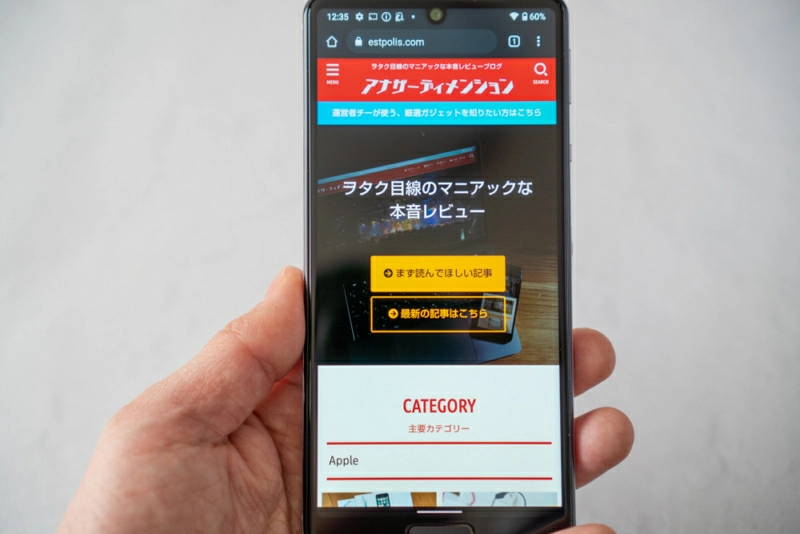 12:35
60%
estpolis.com
1
ヲタク目線のマニアックな本音レビューブログ
MENU
アナザーディメンション
SEARCH
運営者チーが使う、厳選ガジェットを知りたい方はこちら
ヲタク目線のマニアックな
本音レビュー
まず読んでほしい記事
最新の記事はこちら
CATEGORY
主要カテゴリー
Apple